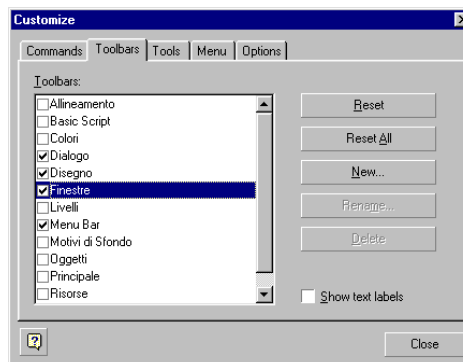 Customize
Commands Toolbars Tools Menu Options
Toolbars:
Allineamento
Basic Script
Colori
Dialogo
Disegno
Finestre
Livelli
Menu Bar
Motivi di Sfondo
Oggetti
Principale
Risorse
Reset
Reset All
New...
Rename...
Delete
Show text labels
Close